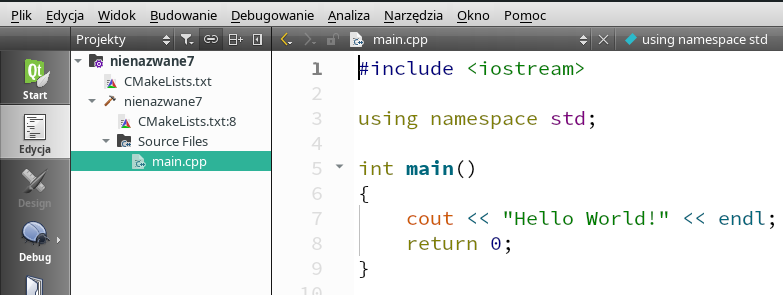 Plik Edycja Widok Budowanie Debugowanie Analiza Narzędzia Okno Pomoc
Projekty
main.cpp
using namespace std
Qt
Start
Edycja
Design
Debug
nienazwane7
CMakeLists.txt
nienazwane7
CMakeLists.txt:8
Source Files
main.cpp
1 #include <iostream>
2
3 using namespace std;
4
5 int main()
6 {
7 cout << "Hello World!" << endl;
8 return 0;
9 }
10